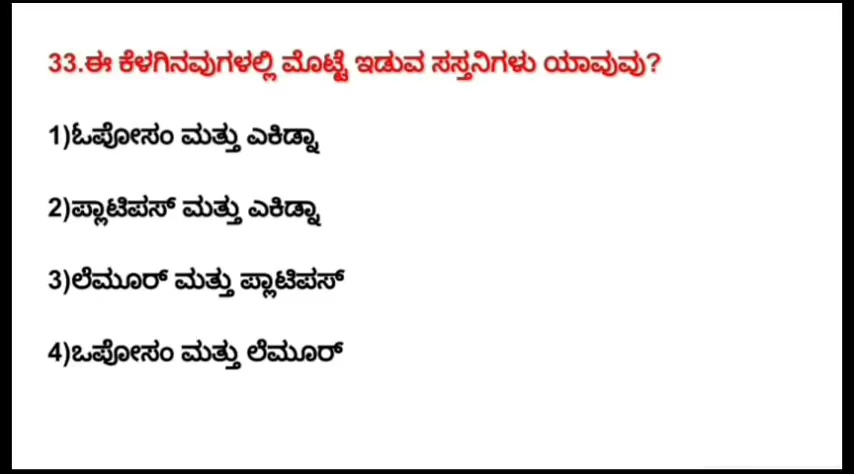 33.ಈ ಕೆಳಗಿನವುಗಳಲ್ಲಿ ಮೊಟ್ಟೆ ಇಡುವ ಸಸ್ತನಿಗಳು ಯಾವುವು?
1)ಓಪೋಸಂ ಮತ್ತು ಎಕಿಡ್ನಾ
2)ಪ್ಲಾಟಿಪಸ್ ಮತ್ತು ಎಕಿಡ್ನಾ
3)ಲೆಮೂರ್ ಮತ್ತು ಪ್ಲಾಟಿಪಸ್
4)ಒಪೋಸಂ ಮತ್ತು ಲೆಮೂರ್